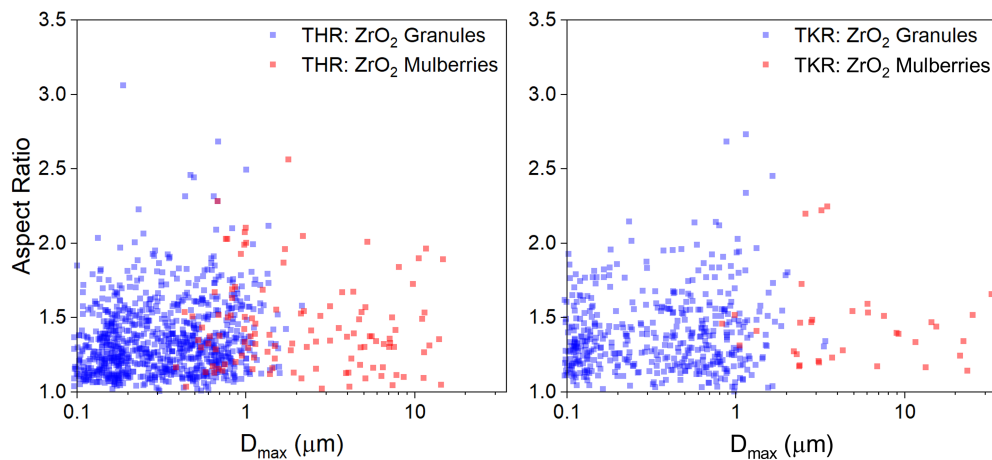 3.5
3.0
2.5
2.0
1.5
1.0
Aspect Ratio
THR: ZrO₂ Granules
THR: ZrO₂ Mulberries
0.1 1 10
Dmax (μm)
3.5
3.0
2.5
2.0
1.5
1.0
TKR: ZrO₂ Granules
TKR: ZrO₂ Mulberries
0.1 1 10
Dmax (μm)